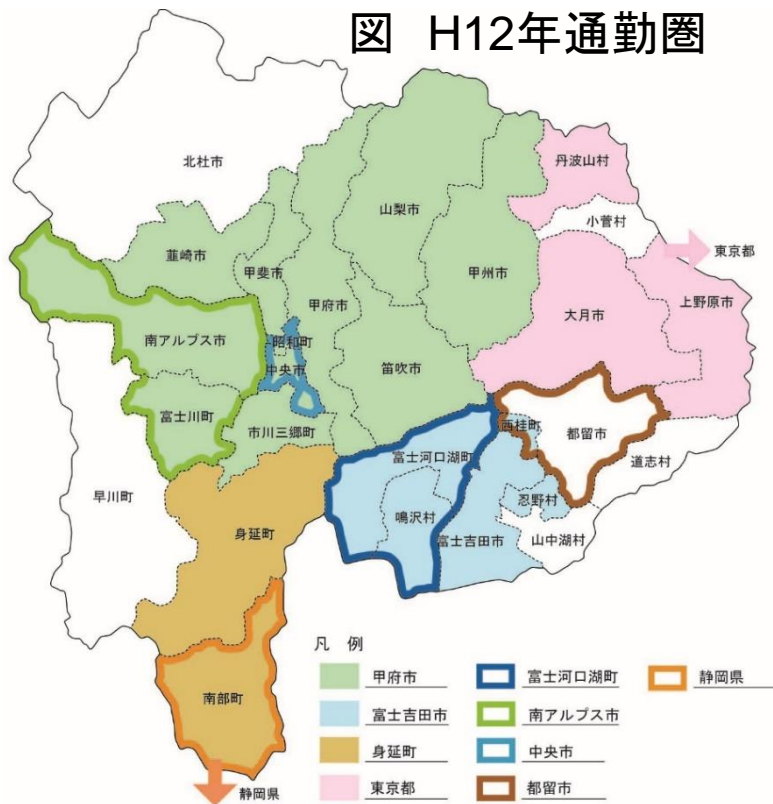 図 H12年通勤圏
北杜市
丹波山村
山梨市
小菅村
東京都
韮崎市
甲斐市
甲州市
上野原市
甲府市
大月市
南アルプス市
昭和町
中央市
笛吹市
富士川町
市川三郷町
西桂町
都留市
富士河口湖町
道志村
早川町
鳴沢村
忍野村
身延町
富士吉田市
山中湖村
南部町
静岡県
凡 例
甲府市
富士河口湖町
静岡県
富士吉田市
南アルプス市
身延町
中央市
東京都
都留市